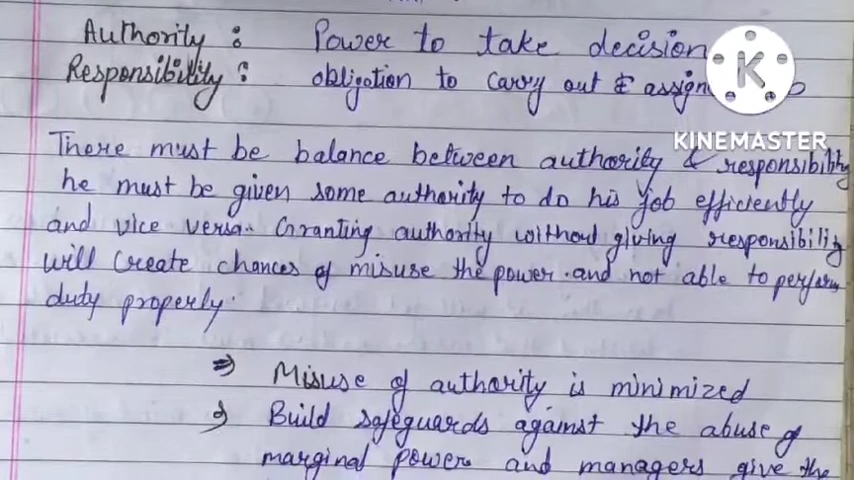 Authority : Power to take decision
Responsibility : obligation to carry out & assign
KINEMASTER
There must be balance between authority & responsibility
he must be given some authority to do his job efficiently
and vice versa. Granting authority without giving responsibility
will create chances of misuse the power. and not able to perform
duty properly.
⇒ Misuse of authority is minimized
⇒ Build safeguards against the abuse of
marginal power and managers give the